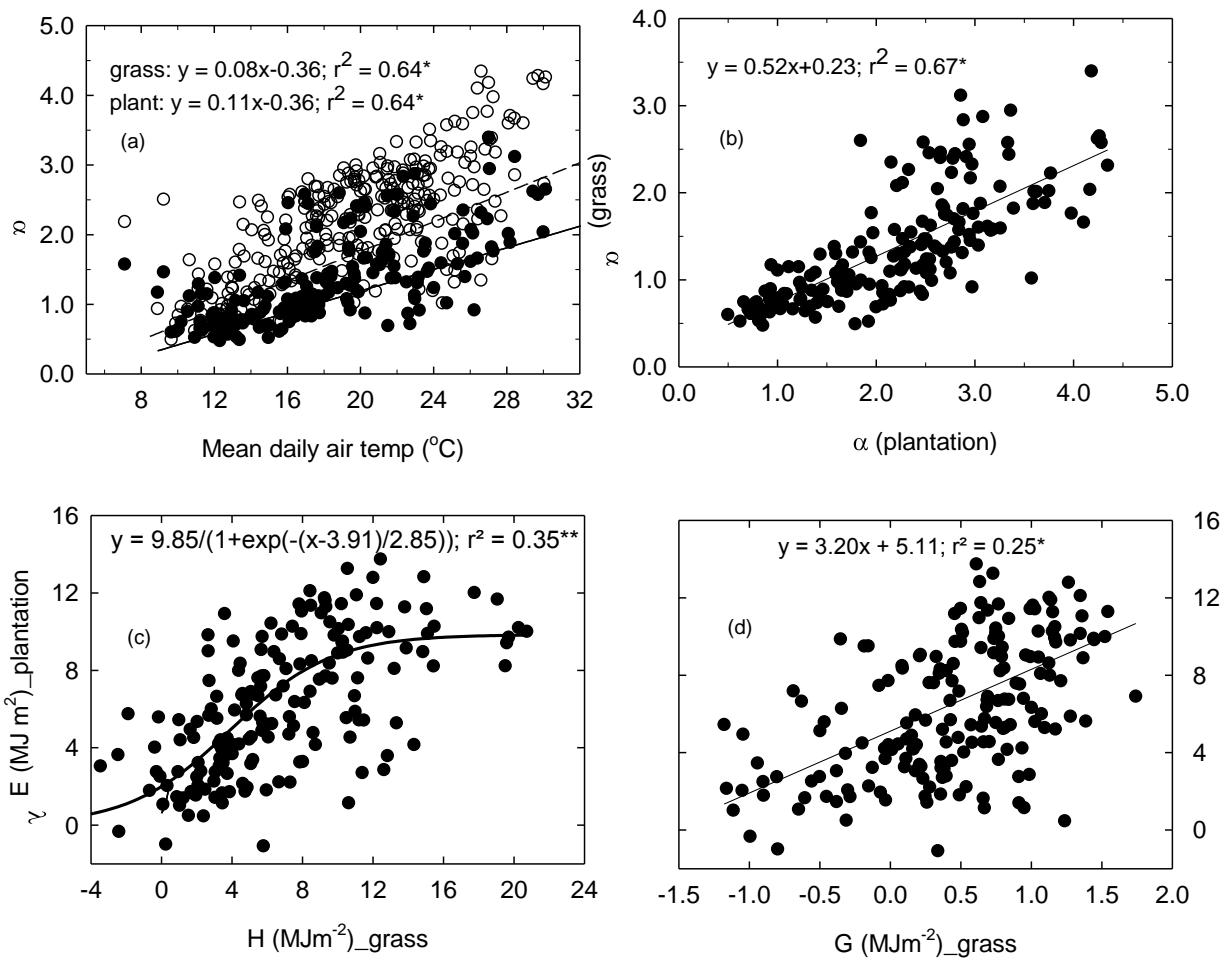 5.0
4.0
3.0
2.0
1.0
0.0
grass: y = 0.08x-0.36; r² = 0.64*
plant: y = 0.11x-0.36; r² = 0.64*
(a)
8 12 16 20 24 28 32
Mean daily air temp (°C)
4.0
3.0
2.0
1.0
0.0
(grass)
y = 0.52x+0.23; r² = 0.67*
(b)
0.0 1.0 2.0 3.0 4.0 5.0
α (plantation)
16
12
8
4
0
χ E (MJ m²)_plantation
y = 9.85/(1+exp(-(x-3.91)/2.85)); r² = 0.35**
(c)
-4 0 4 8 12 16 20 24
H (MJm⁻²)_grass
y = 3.20x + 5.11; r² = 0.25*
(d)
16
12
8
4
0
-1.5 -1.0 -0.5 0.0 0.5 1.0 1.5 2.0
G (MJm⁻²)_grass